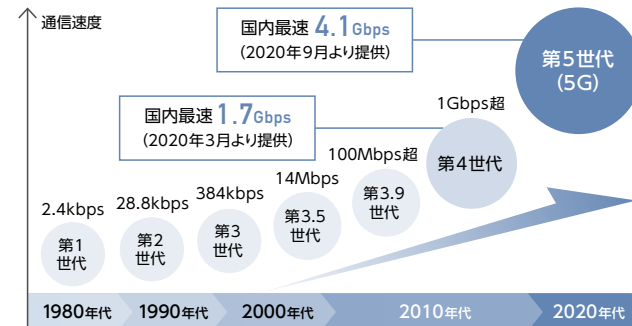 通信速度
国内最速 4.1Gbps
(2020年9月より提供)
第5世代
(5G)
国内最速 1.7Gbps
(2020年3月より提供)
1Gbps超
第4世代
100Mbps超
第3.9
世代
14Mbps
第3.5
世代
384kbps
第3
世代
28.8kbps
第2
世代
2.4kbps
第1
世代
1980年代
1990年代
2000年代
2010年代
2020年代